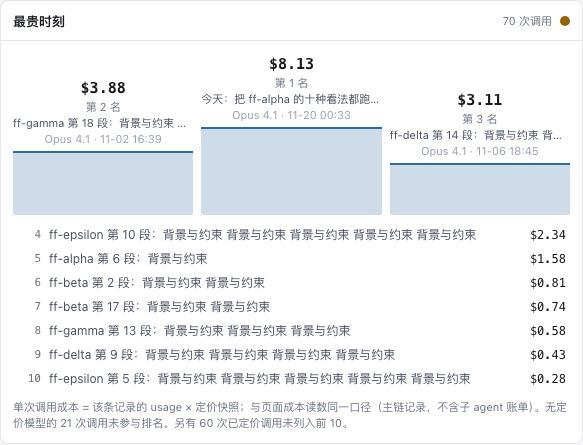 最贵时刻
70 次调用
$8.13
第 1 名
今天：把 ff-alpha 的十种看法都跑…
Opus 4.1 · 11-20 00:33
$3.88
第 2 名
ff-gamma 第 18 段：背景与约束 …
Opus 4.1 · 11-02 16:39
$3.11
第 3 名
ff-delta 第 14 段：背景与约束 背…
Opus 4.1 · 11-06 18:45
4 ff-epsilon 第 10 段：背景与约束 背景与约束 背景与约束 背景与约束 背景与约束 $2.34
5 ff-alpha 第 6 段：背景与约束 $1.58
6 ff-beta 第 2 段：背景与约束 背景与约束 $0.81
7 ff-beta 第 17 段：背景与约束 背景与约束 $0.74
8 ff-gamma 第 13 段：背景与约束 背景与约束 背景与约束 $0.58
9 ff-delta 第 9 段：背景与约束 背景与约束 背景与约束 背景与约束 $0.43
10 ff-epsilon 第 5 段：背景与约束 背景与约束 背景与约束 背景与约束 背景与约束 $0.28
单次调用成本 = 该条记录的 usage × 定价快照；与页面成本读数同一口径（主链记录，不含子 agent 账单）。无定
价模型的 21 次调用未参与排名。另有 60 次已定价调用未列入前 10。